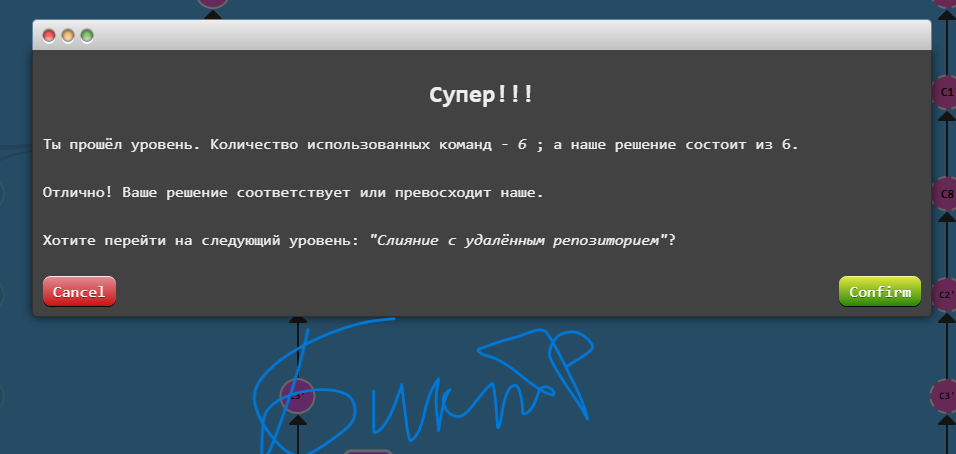 Супер!!!
Ты прошёл уровень. Количество использованных команд - 6 ; а наше решение состоит из 6.
Отлично! Ваше решение соответствует или превосходит наше.
Хотите перейти на следующий уровень: "Слияние с удалённым репозиторием"?
Cancel
Confirm
C1
C8
C2'
C3'
C3'